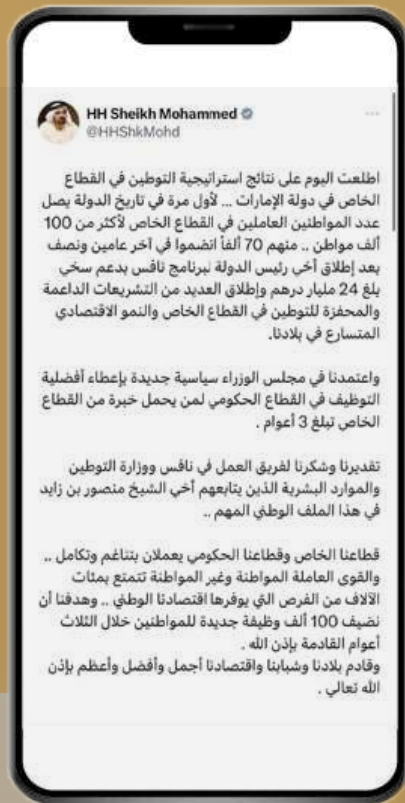 HH Sheikh Mohammed
@HHShkMohd
اطلعت اليوم على نتائج استراتيجية التوطين في القطاع
الخاص في دولة الإمارات ... لأول مرة في تاريخ الدولة يصل
عدد المواطنين العاملين في القطاع الخاص لأكثر من 100
ألف مواطن .. منهم 70 ألفاً انضموا في آخر عامين ونصف
بعد إطلاق أخي رئيس الدولة لبرنامج نافس بدعم سخي
بلغ 24 مليار درهم وإطلاق العديد من التشريعات الداعمة
والمحفزة للتوطين في القطاع الخاص والنمو الاقتصادي
المتسارع في بلادنا.
واعتمدنا في مجلس الوزراء سياسية جديدة بإعطاء أفضلية
التوظيف في القطاع الحكومي لمن يحمل خبرة من القطاع
الخاص تبلغ 3 أعوام .
تقديرنا وشكرنا لفريق العمل في نافس ووزارة التوطين
والموارد البشرية الذين يتابعهم أخي الشيخ منصور بن زايد
في هذا الملف الوطني المهم ..
قطاعنا الخاص وقطاعنا الحكومي يعملان بتناغم وتكامل ..
والقوى العاملة المواطنة وغير المواطنة تتمتع بمئات
الآلاف من الفرص التي يوفرها اقتصادنا الوطني .. وهدفنا أن
نضيف 100 ألف وظيفة جديدة للمواطنين خلال الثلاث
أعوام القادمة بإذن الله .
وقادم بلادنا وشبابنا واقتصادنا أجمل وأفضل وأعظم بإذن
الله تعالي .